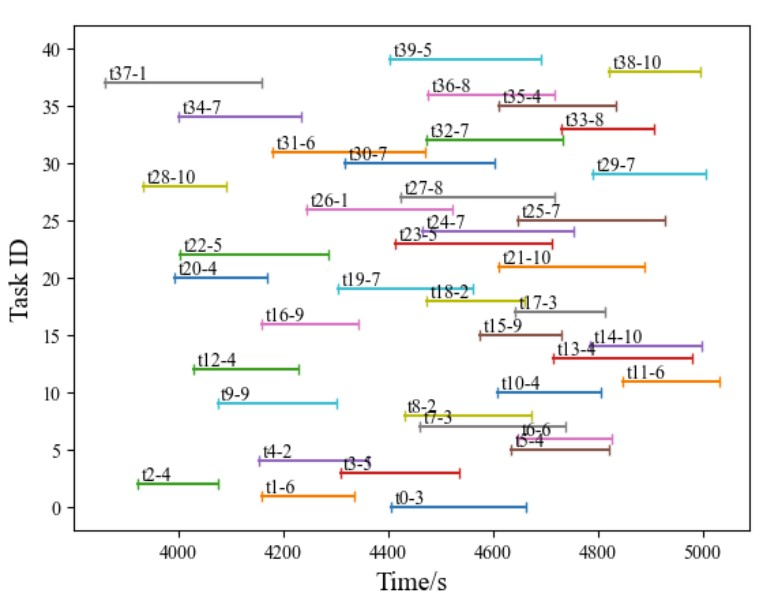 40
t39-5
t38-10
t37-1
t36-8
35
t35-4
t34-7
t33-8
t32-7
t31-6
30
t30-7
t29-7
t28-10
t27-8
t26-1
25
t25-7
t24-7
t23-5
t22-5
t21-10
20
t20-4
t19-7
t18-2
t17-3
t16-9
15
t15-9
t14-10
t13-4
t12-4
t11-6
10
t10-4
t9-9
t8-2
t7-3
t6-6
5
t5-4
t4-2
t3-5
t2-4
t1-6
0
t0-3
Task ID
4000 4200 4400 4600 4800 5000
Time/s